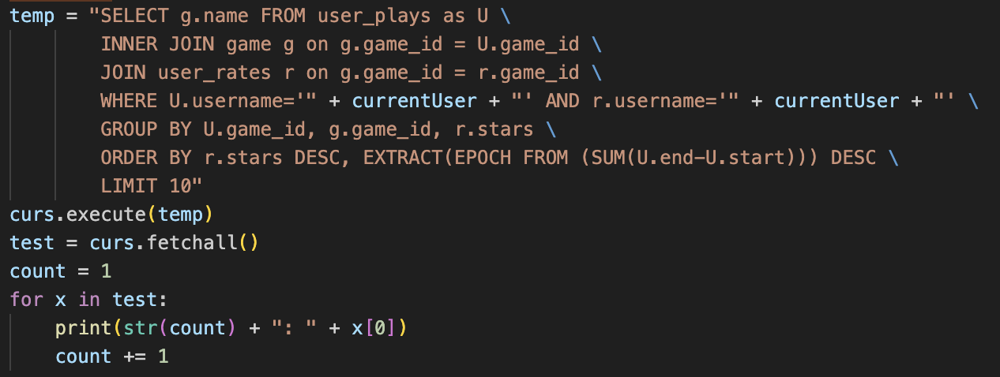 temp = "SELECT g.name FROM user_plays as U \
INNER JOIN game g on g.game_id = U.game_id \
JOIN user_rates r on g.game_id = r.game_id \
WHERE U.username='" + currentUser + "' AND r.username='" + currentUser + "' \
GROUP BY U.game_id, g.game_id, r.stars \
ORDER BY r.stars DESC, EXTRACT(EPOCH FROM (SUM(U.end-U.start))) DESC \
LIMIT 10"
curs.execute(temp)
test = curs.fetchall()
count = 1
for x in test:
print(str(count) + ": " + x[0])
count += 1